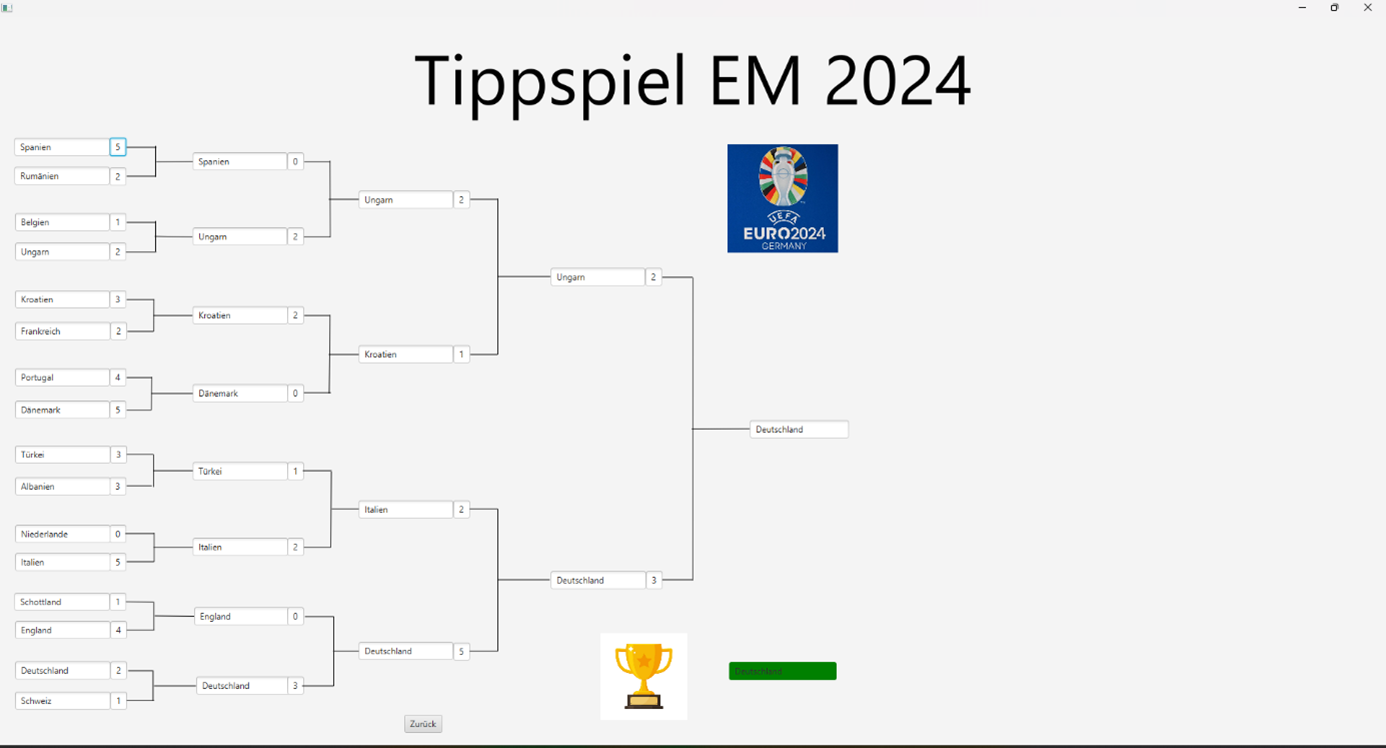 Tippspiel EM 2024
Spanien 5
Rumänien 2
Belgien 1
Ungarn 2
Kroatien 3
Frankreich 2
Portugal 4
Dänemark 5
Türkei 3
Albanien 3
Niederlande 0
Italien 5
Schottland 1
England 4
Deutschland 2
Schweiz 1
Spanien 0
Ungarn 2
Kroatien 2
Dänemark 0
Türkei 1
Italien 2
England 0
Deutschland 3
Ungarn 2
Kroatien 1
Italien 2
Deutschland 5
Ungarn 2
Deutschland 3
Deutschland
UEFA
EURO2024
GERMANY
Deutschland
Zurück